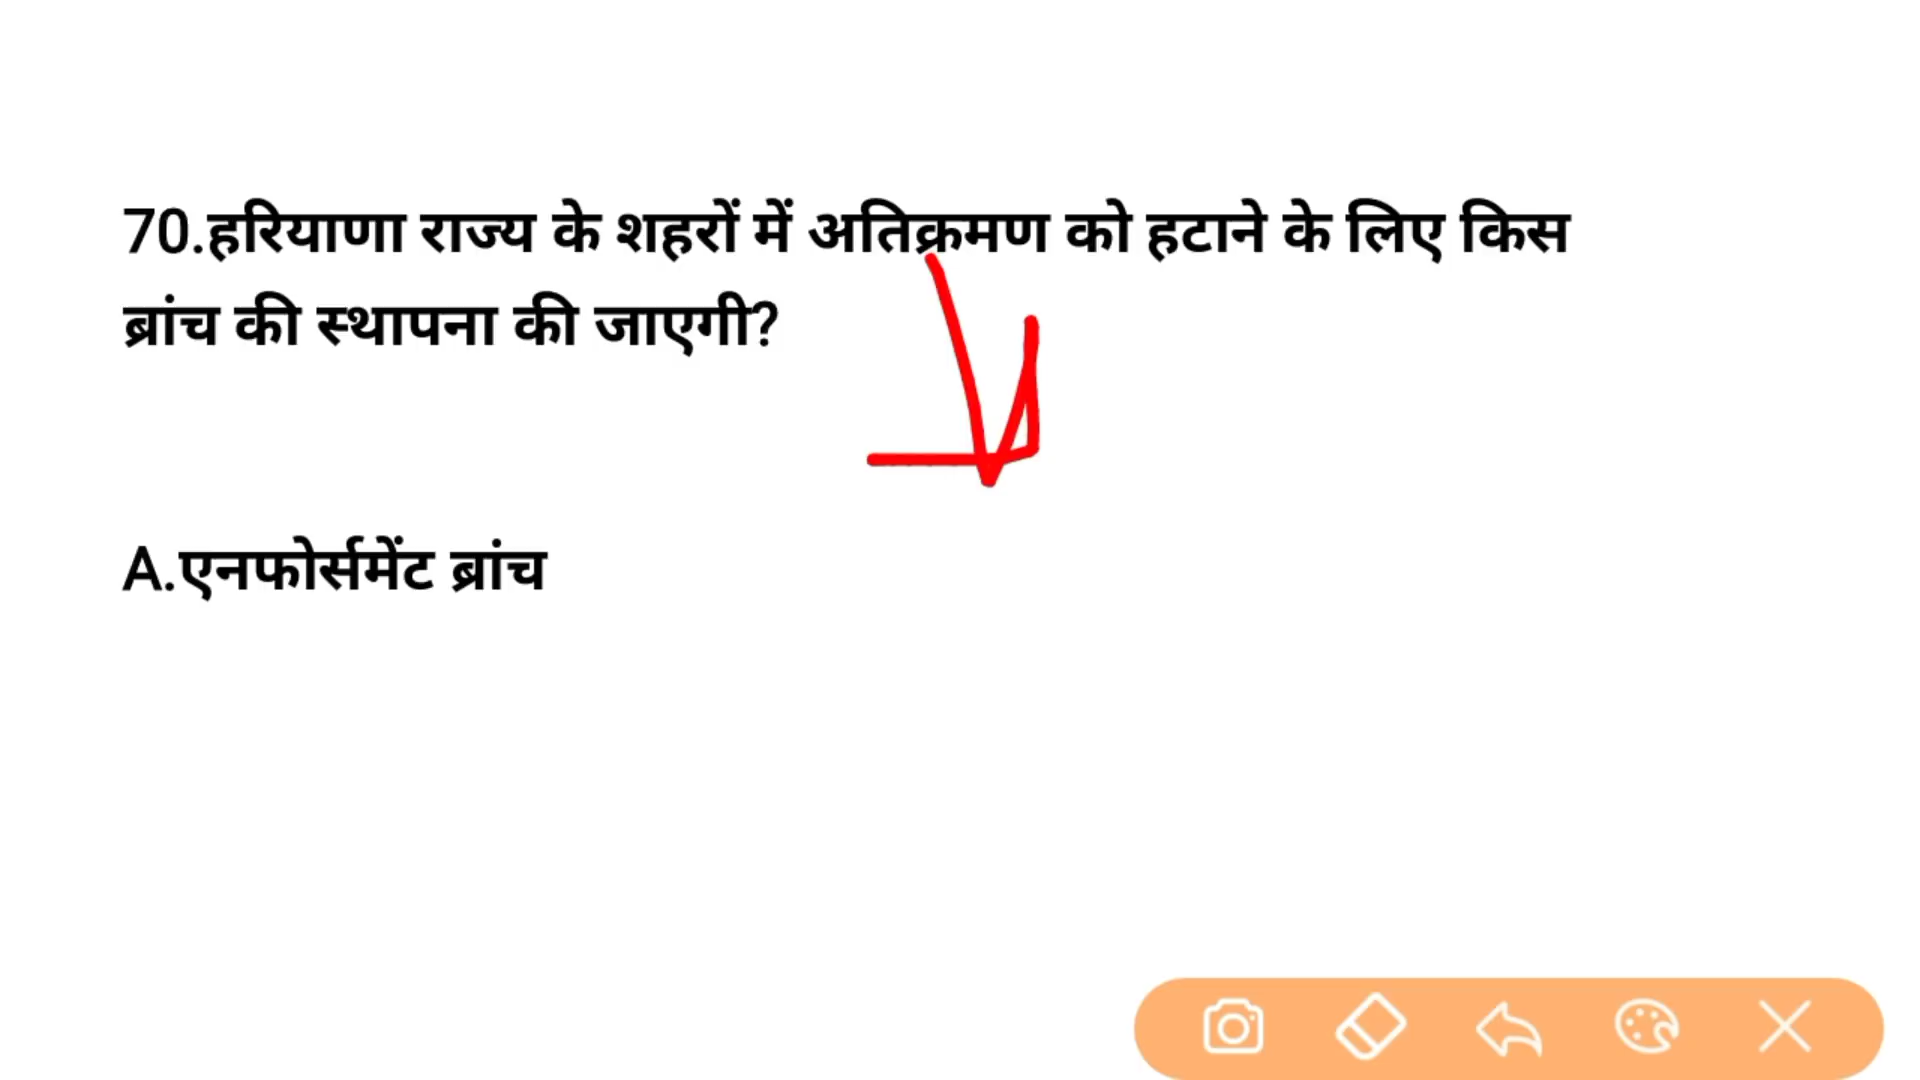 70.हरियाणा राज्य के शहरों में अतिक्रमण को हटाने के लिए किस
ब्रांच की स्थापना की जाएगी?
A.एनफोर्समेंट ब्रांच